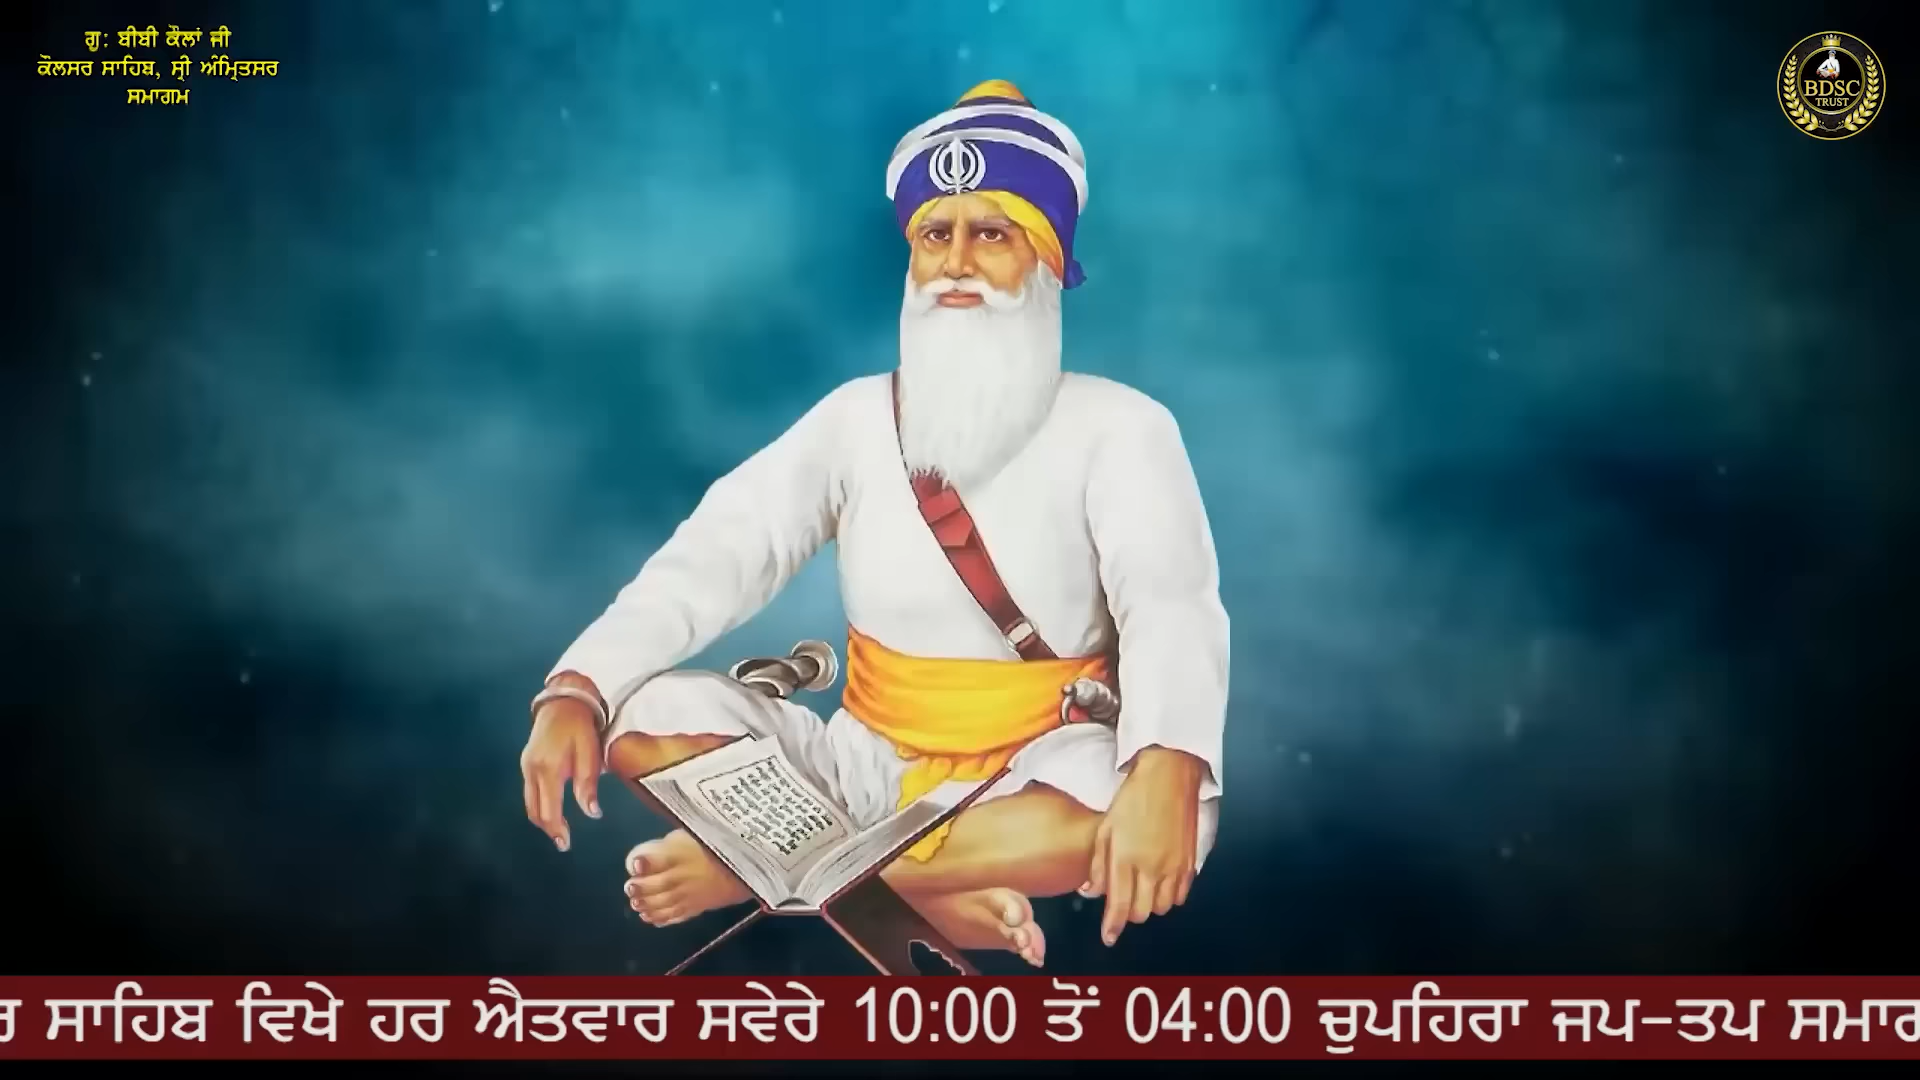 ਗੁ: ਬੀਬੀ ਕੌਲਾਂ ਜੀ
ਕੌਲਸਰ ਸਾਹਿਬ, ਸ੍ਰੀ ਅੰਮ੍ਰਿਤਸਰ
ਸਮਾਗਮ
BDSC
TRUST
ਸਾਹਿਬ ਵਿਖੇ ਹਰ ਐਤਵਾਰ ਸਵੇਰੇ 10:00 ਤੋਂ 04:00 ਚੁਪਹਿਰਾ ਜਪ-ਤਪ